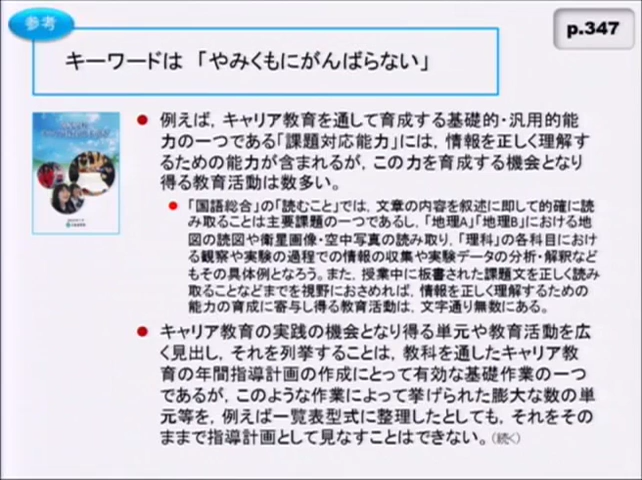 参考
p.347
キーワードは 「やみくもにがんばらない」
● 例えば，キャリア教育を通して育成する基礎的・汎用的能
力の一つである「課題対応能力」には，情報を正しく理解す
るための能力が含まれるが，この力を育成する機会となり
得る教育活動は数多い。
● 「国語総合」の「読むこと」では，文章の内容を叙述に即して的確に読
み取ることは主要課題の一つであるし，「地理A」「地理B」における地
図の読図や衛星画像・空中写真の読み取り，「理科」の各科目におけ
る観察や実験の過程での情報の収集や実験データの分析・解釈など
もその具体例となろう。また，授業中に板書された課題文を正しく読み
取ることなどまでを視野におさめれば，情報を正しく理解するための
能力の育成に寄与し得る教育活動は，文字通り無数にある。
● キャリア教育の実践の機会となり得る単元や教育活動を広
く見出し，それを列挙することは，教科を通したキャリア教
育の年間指導計画の作成にとって有効な基礎作業の一つ
であるが，このような作業によって挙げられた膨大な数の単
元等を，例えば一覧表型式に整理したとしても，それをその
ままで指導計画として見なすことはできない。(続く)